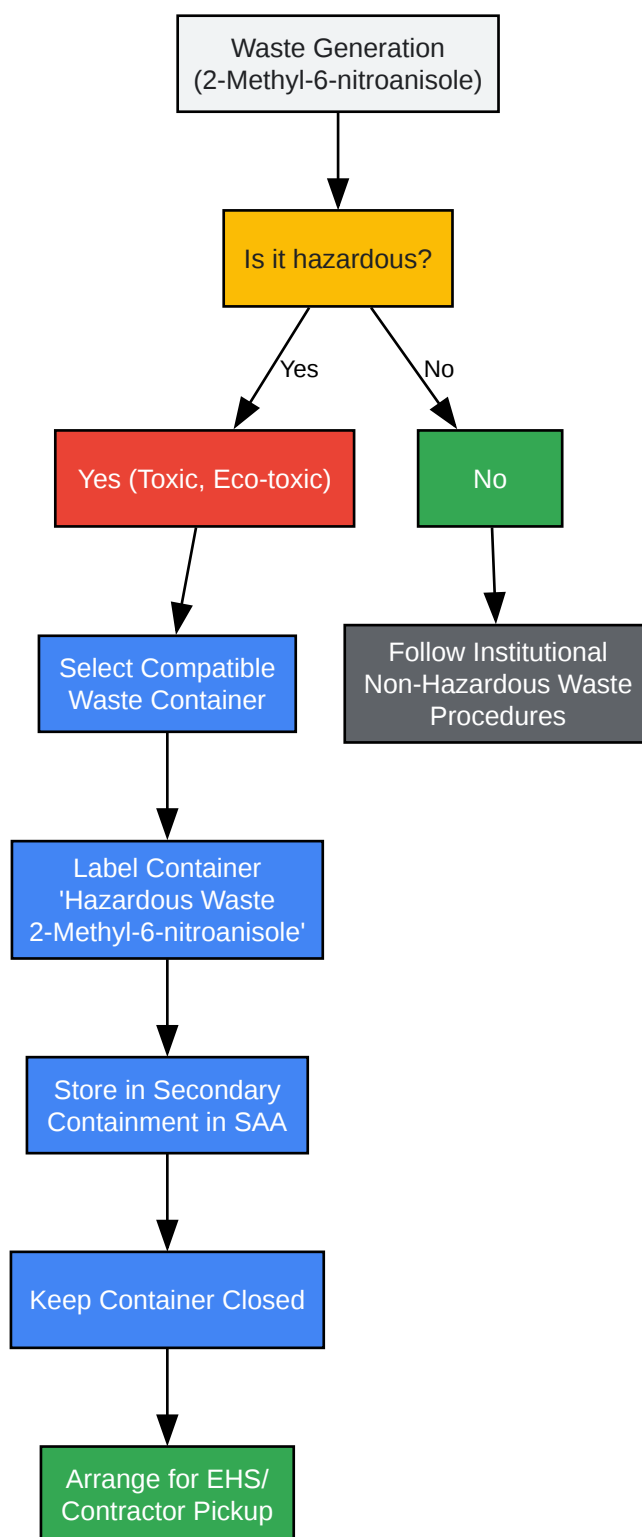 Waste Generation
(2-Methyl-6-nitroanisole)
Is it hazardous?
Yes
No
Yes (Toxic, Eco-toxic)
No
Select Compatible
Waste Container
Follow Institutional
Non-Hazardous Waste
Procedures
Label Container
'Hazardous Waste
2-Methyl-6-nitroanisole'
Store in Secondary
Containment in SAA
Keep Container Closed
Arrange for EHS/
Contractor Pickup